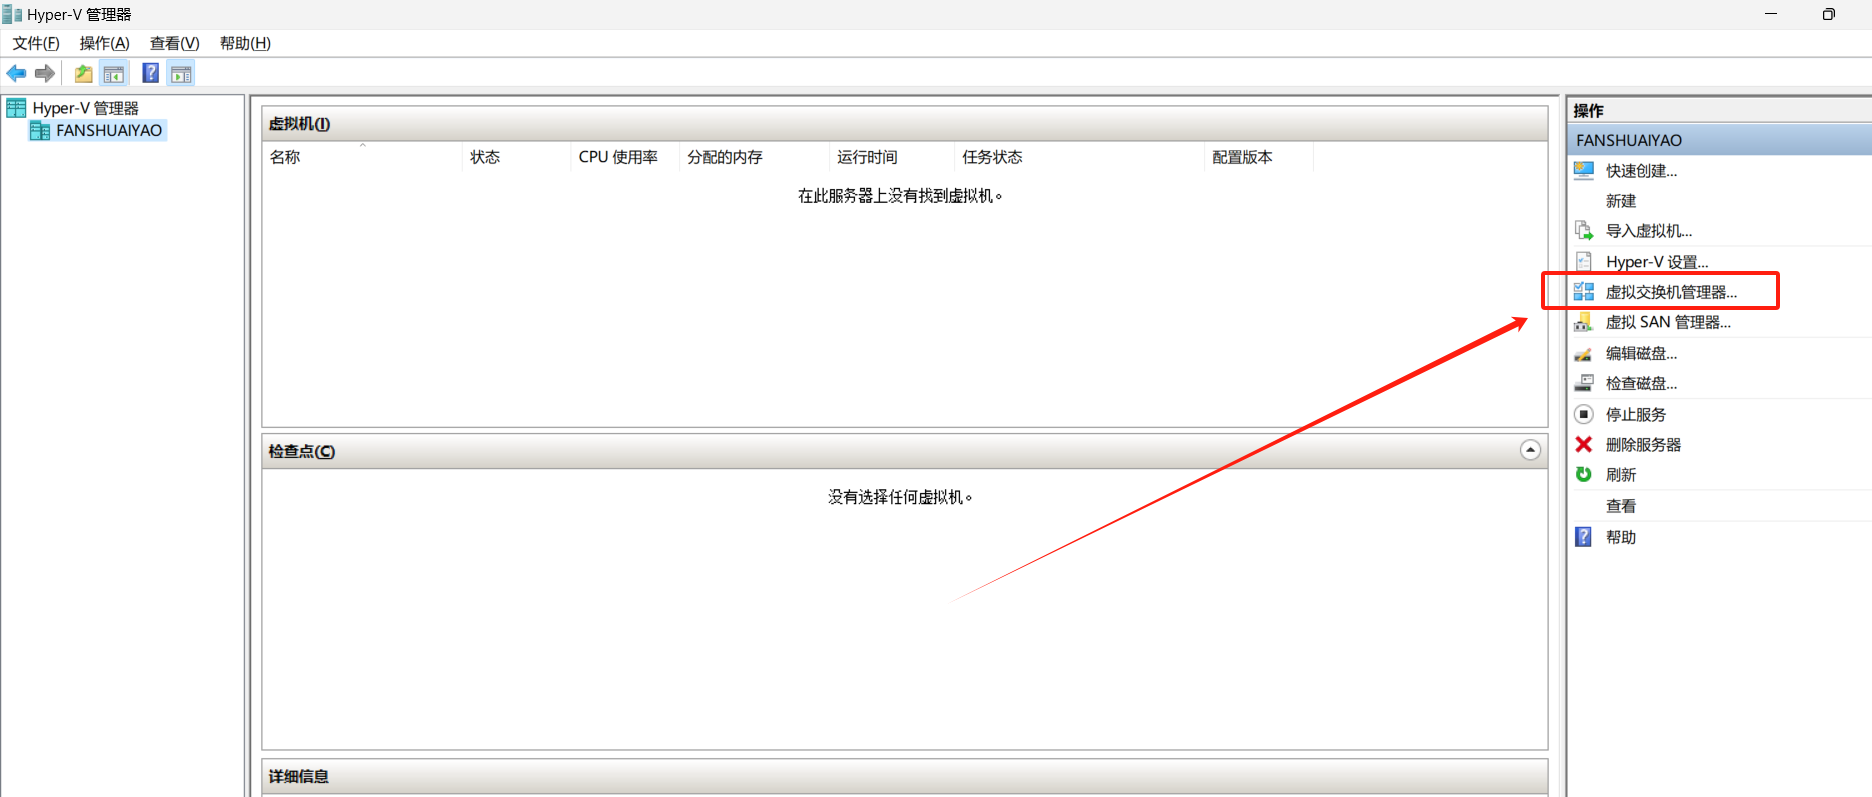 Hyper-V 管理器
文件(F) 操作(A) 查看(V) 帮助(H)
Hyper-V 管理器
FANSHUAIYAO
虚拟机(I)
名称 状态 CPU 使用率 分配的内存 运行时间 任务状态 配置版本
在此服务器上没有找到虚拟机。
检查点(C)
没有选择任何虚拟机。
详细信息
操作
FANSHUAIYAO
快速创建...
新建
导入虚拟机...
Hyper-V 设置...
虚拟交换机管理器...
虚拟 SAN 管理器...
编辑磁盘...
检查磁盘...
停止服务
删除服务器
刷新
查看
帮助